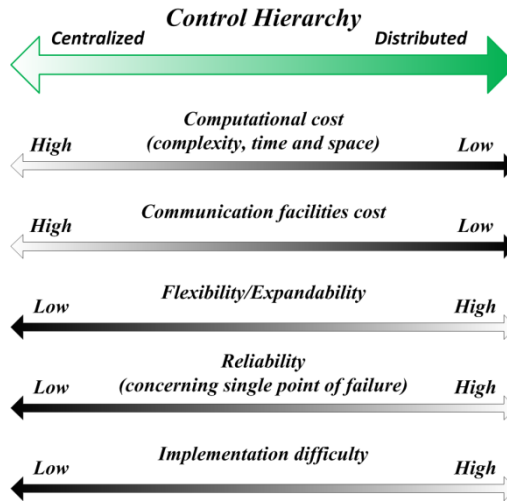 Control Hierarchy
Centralized Distributed
Computational cost
(complexity, time and space)
High Low
Communication facilities cost
High Low
Flexibility/Expandability
Low High
Reliability
(concerning single point of failure)
Low High
Implementation difficulty
Low High